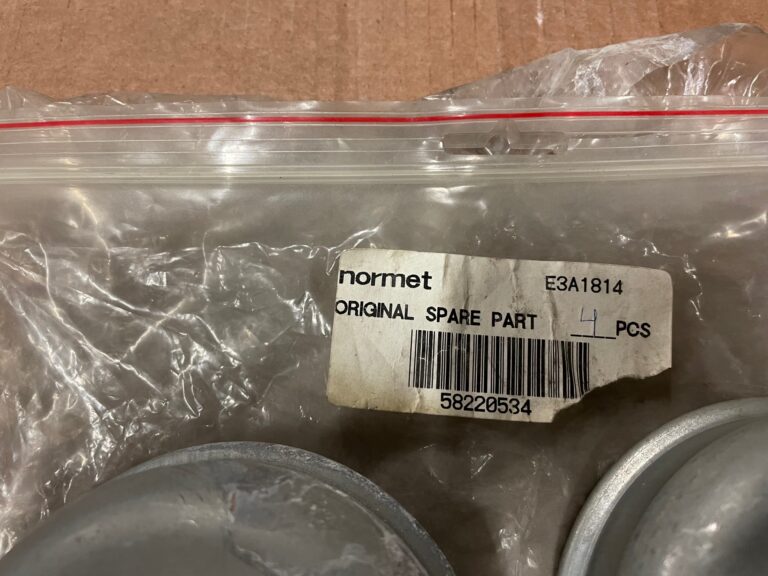 normet E3A1814
ORIGINAL SPARE PART 4 PCS
58220534